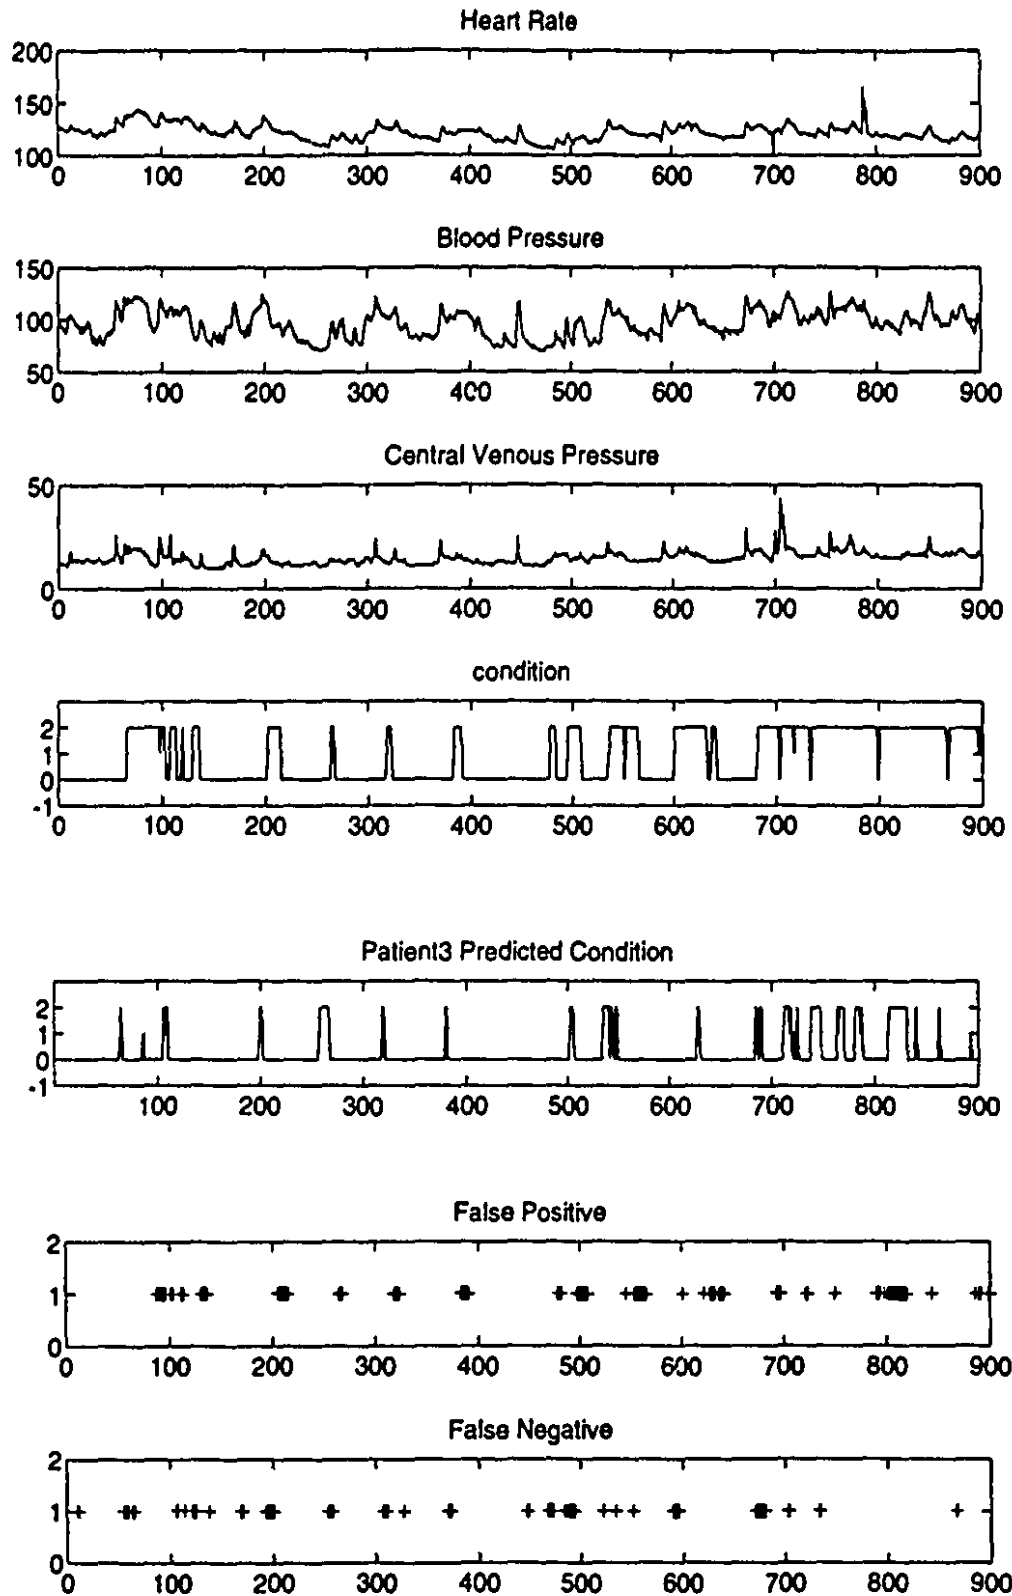 Heart Rate
200
150
100
0 100 200 300 400 500 600 700 800 900
Blood Pressure
150
100
50
0 100 200 300 400 500 600 700 800 900
Central Venous Pressure
50
0
0 100 200 300 400 500 600 700 800 900
condition
2
1
0
-1
0 100 200 300 400 500 600 700 800 900
Patient3 Predicted Condition
2
1
0
-1
100 200 300 400 500 600 700 800 900
False Positive
2
1
0
0 100 200 300 400 500 600 700 800 900
False Negative
2
1
0
0 100 200 300 400 500 600 700 800 900